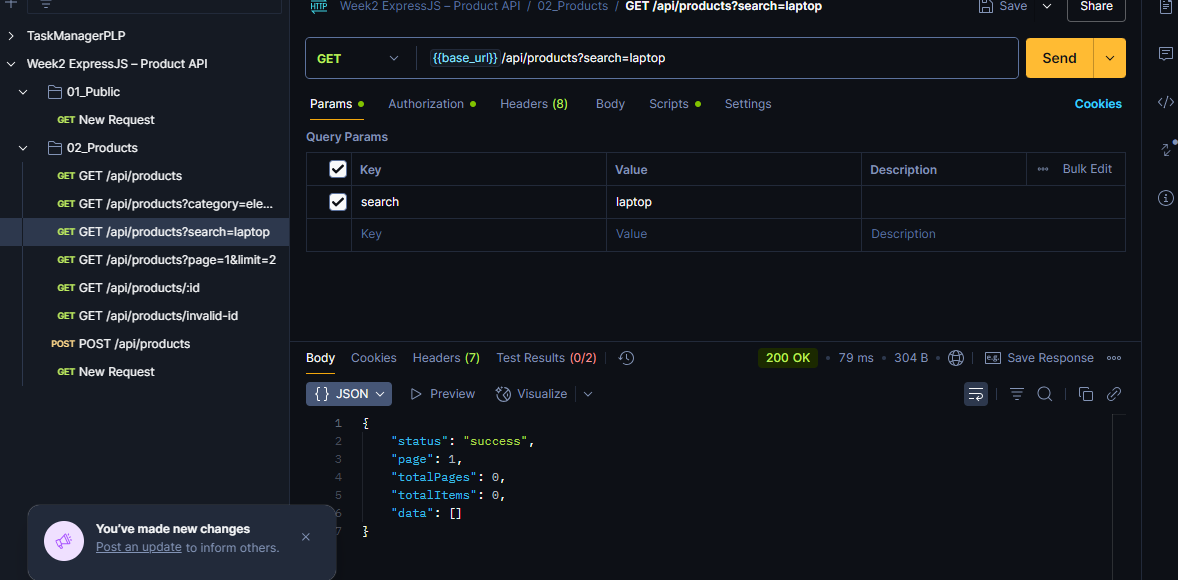 HTTP Week2 ExpressJS – Product API / 02_Products / GET /api/products?search=laptop Save Share
TaskManagerPLP
Week2 ExpressJS – Product API
01_Public
GET New Request
02_Products
GET GET /api/products
GET GET /api/products?category=ele...
GET GET /api/products?search=laptop
GET GET /api/products?page=1&limit=2
GET GET /api/products/:id
GET GET /api/products/invalid-id
POST POST /api/products
GET New Request
GET {{base_url}} /api/products?search=laptop Send
Params Authorization Headers (8) Body Scripts Settings Cookies
Query Params
Key Value Description Bulk Edit
search laptop
Key Value Description
Body Cookies Headers (7) Test Results (0/2) 200 OK 79 ms 304 B e.g. Save Response
{} JSON Preview Visualize
1 {
2 "status": "success",
3 "page": 1,
4 "totalPages": 0,
5 "totalItems": 0,
6 "data": []
7 }
You've made new changes
Post an update to inform others.